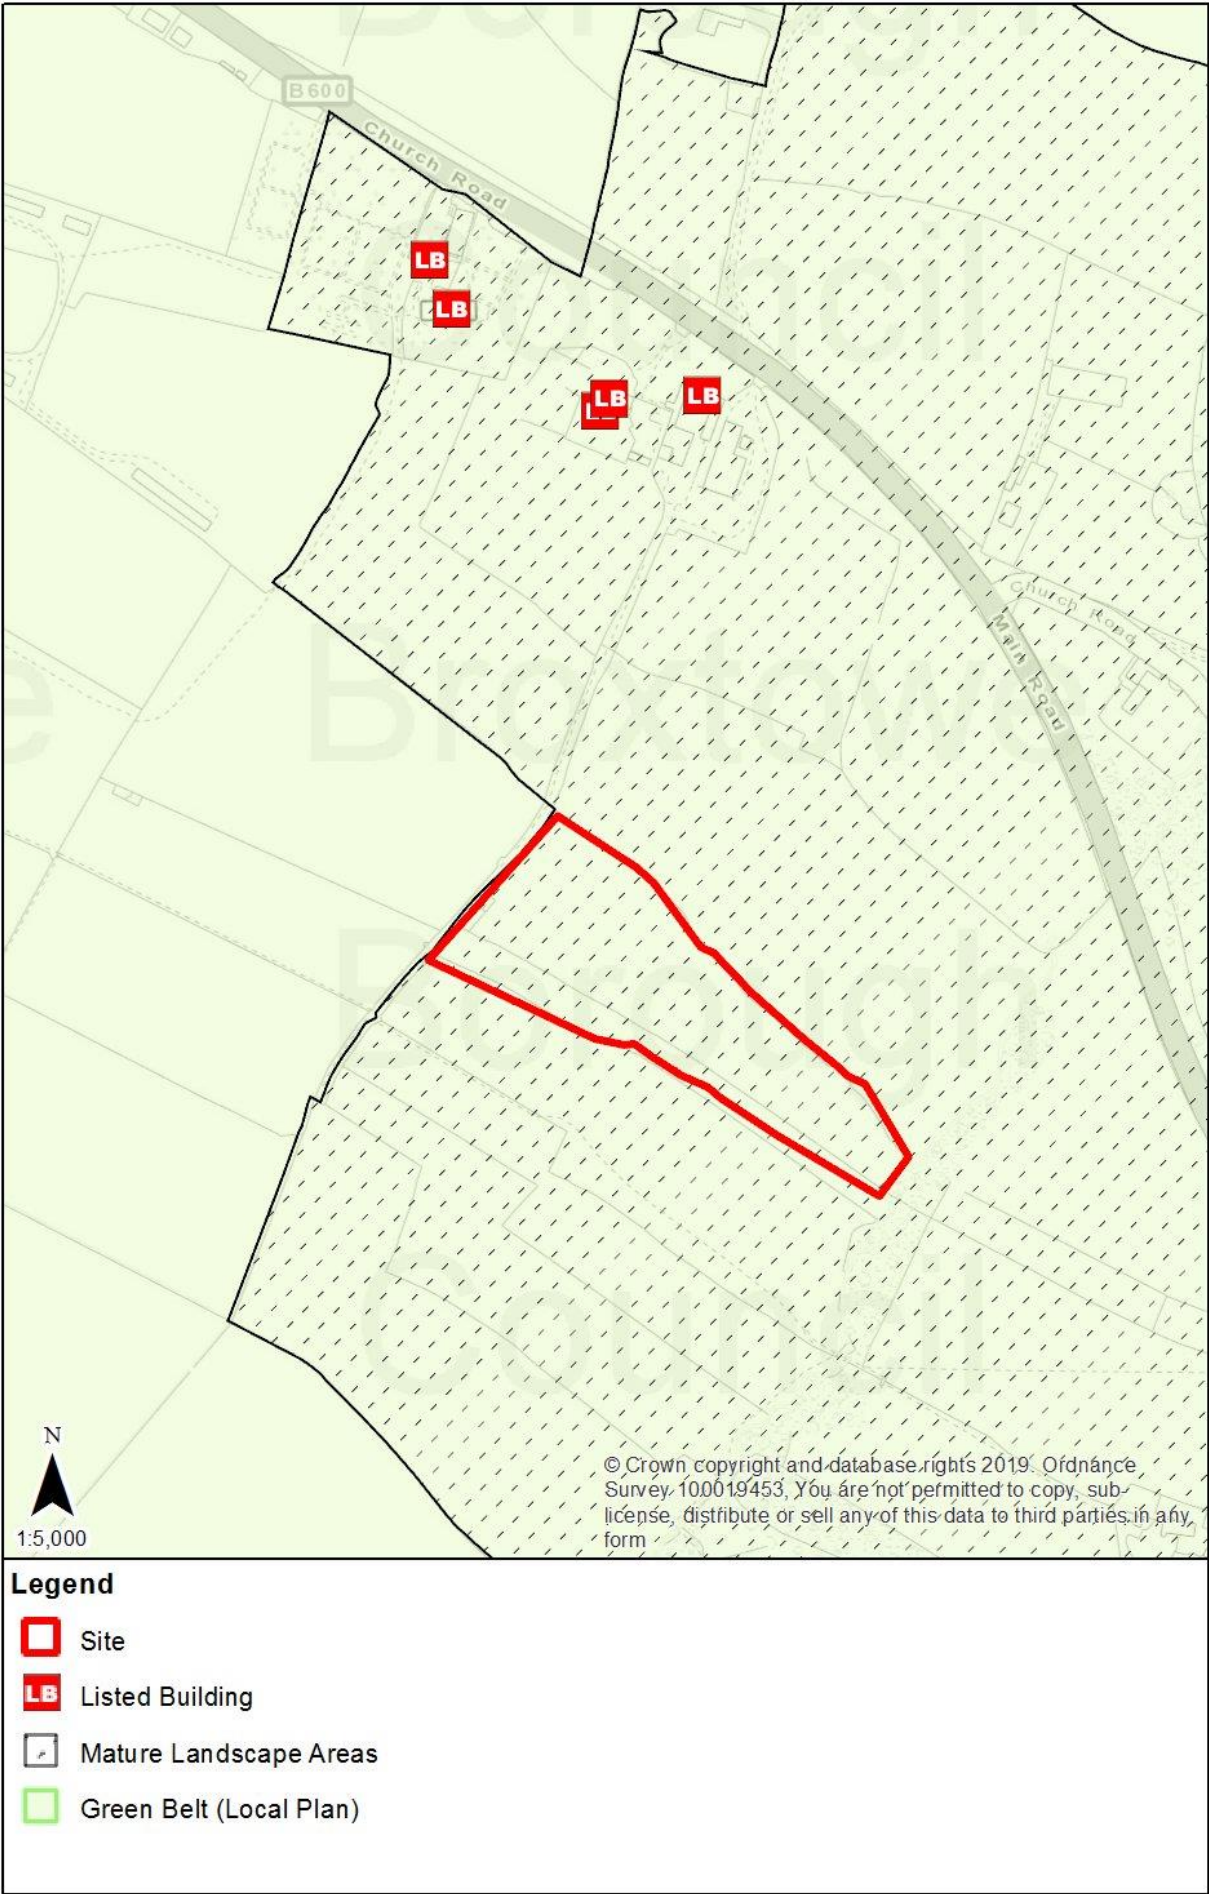 Borough
B600
Church Road
Council
LB
LB
LB
LB
L
Church Road
Main Road
e
Broxtowe
Borough
Council
N
1:5,000
© Crown copyright and database rights 2019. Ordnance
Survey 100019453, You are not permitted to copy, sub-
license, distribute or sell any of this data to third parties in any
form
Legend
Site
LB Listed Building
Mature Landscape Areas
Green Belt (Local Plan)